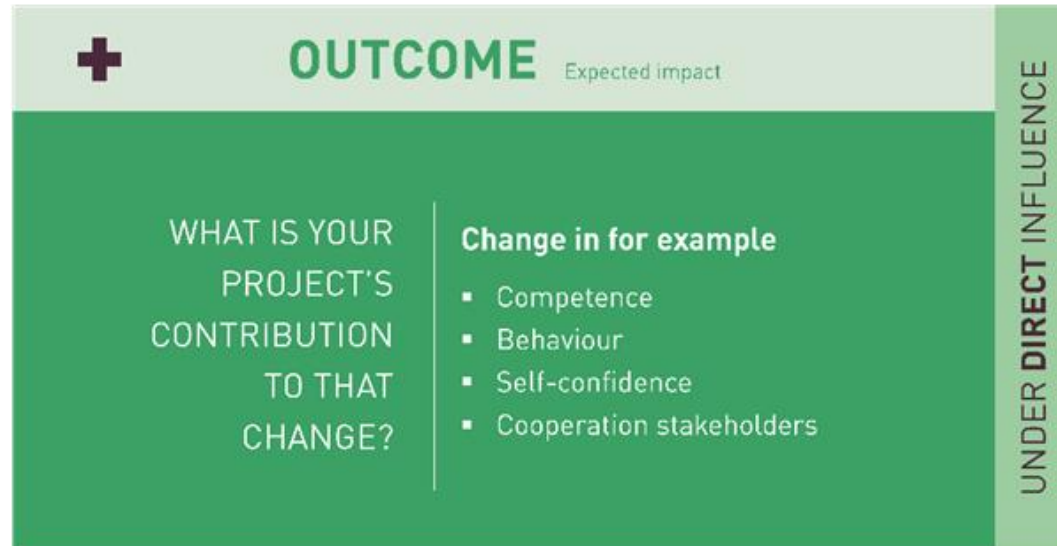 OUTCOME Expected impact
WHAT IS YOUR
PROJECT'S
CONTRIBUTION
TO THAT
CHANGE?
Change in for example
▪ Competence
▪ Behaviour
▪ Self-confidence
▪ Cooperation stakeholders
UNDER DIRECT INFLUENCE